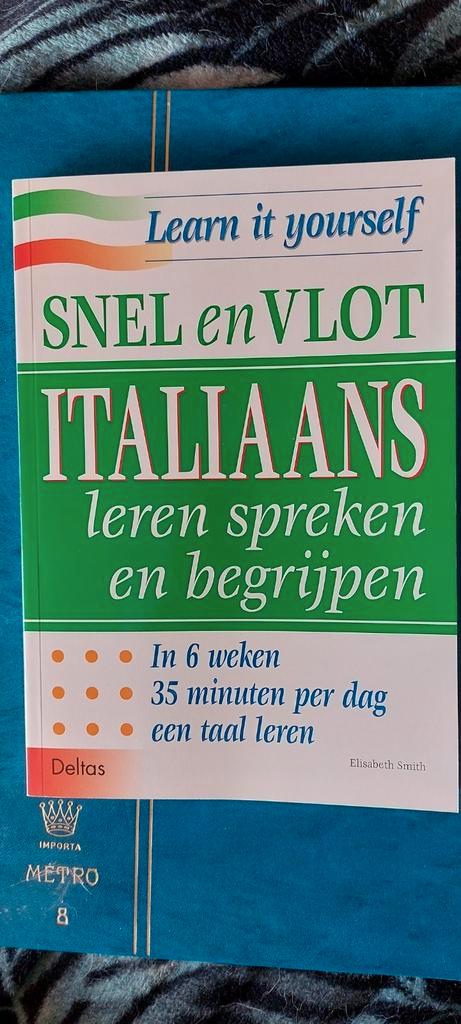 Learn it yourself
SNEL en VLOT
ITALIAANS
leren spreken
en begrijpen
In 6 weken
35 minuten per dag
een taal leren
Elisabeth Smith
Deltas
IMPORTA
METRO
8